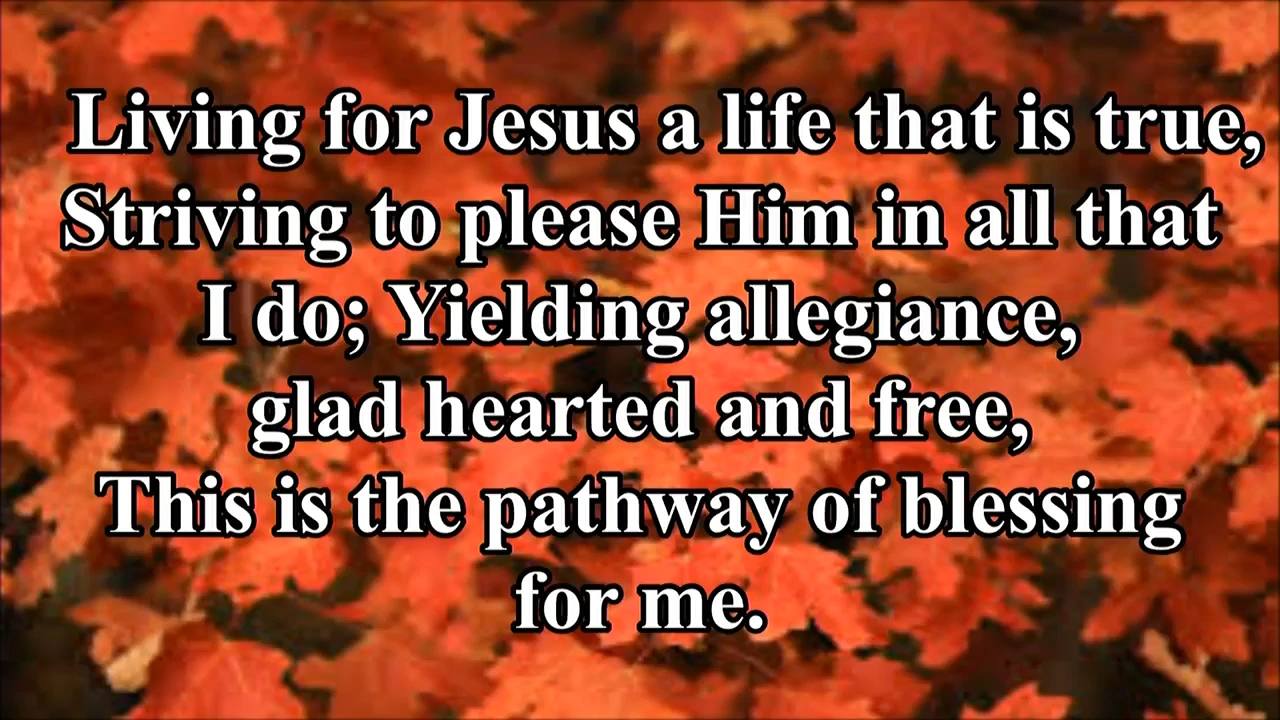 Living for Jesus a life that is true,
Striving to please Him in all that
I do; Yielding allegiance,
glad hearted and free,
This is the pathway of blessing
for me.